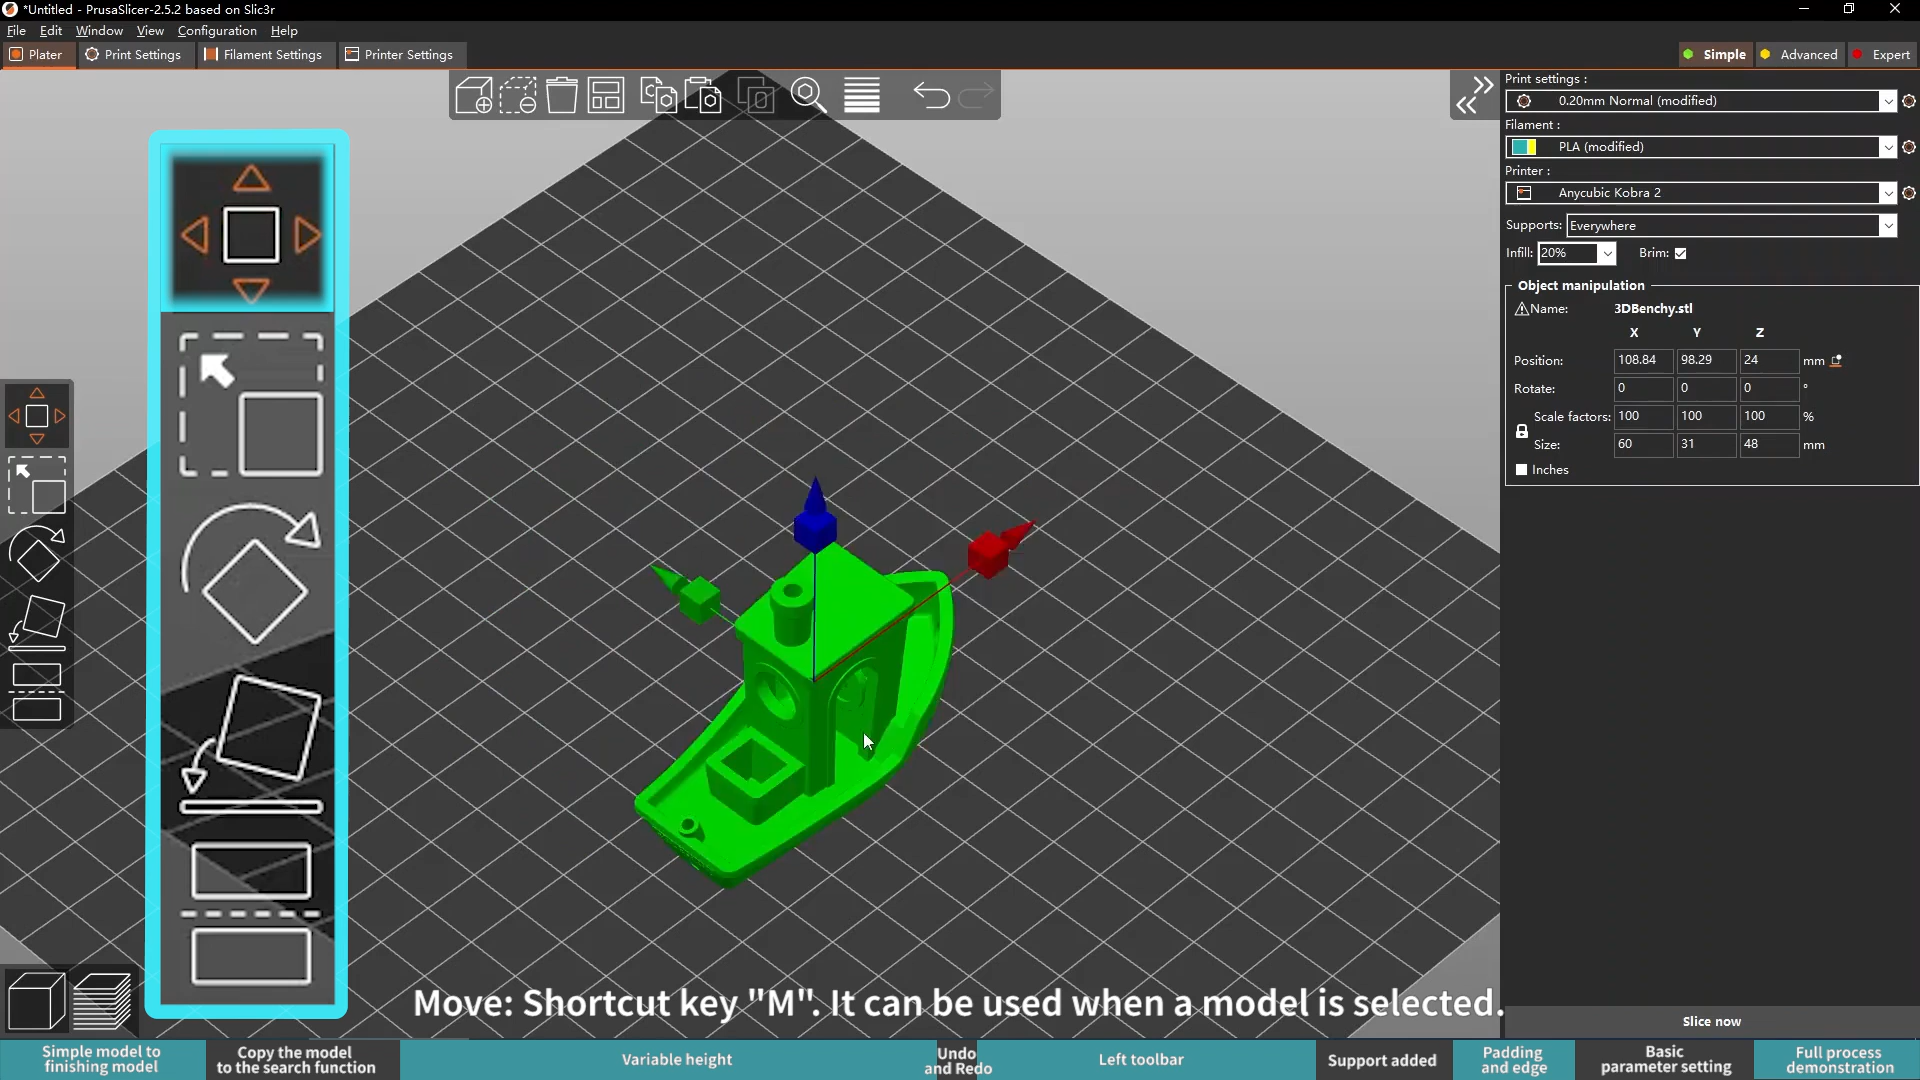 *Untitled - PrusaSlicer-2.5.2 based on Slic3r
File Edit Window View Configuration Help
Plater Print Settings Filament Settings Printer Settings Simple Advanced Expert
Print settings :
0.20mm Normal (modified)
Filament :
PLA (modified)
Printer :
Anycubic Kobra 2
Supports: Everywhere
Infill: 20% Brim:
Object manipulation
Name: 3DBenchy.stl
X Y Z
Position: 108.84 98.29 24 mm
Rotate: 0 0 0 °
Scale factors: 100 100 100 %
Size: 60 31 48 mm
Inches
Move: Shortcut key "M". It can be used when a model is selected.
Slice now
Simple model to
finishing model
Copy the model
to the search function
Variable height
Undo
and Redo
Left toolbar
Support added
Padding
and edge
Basic
parameter setting
Full process
demonstration